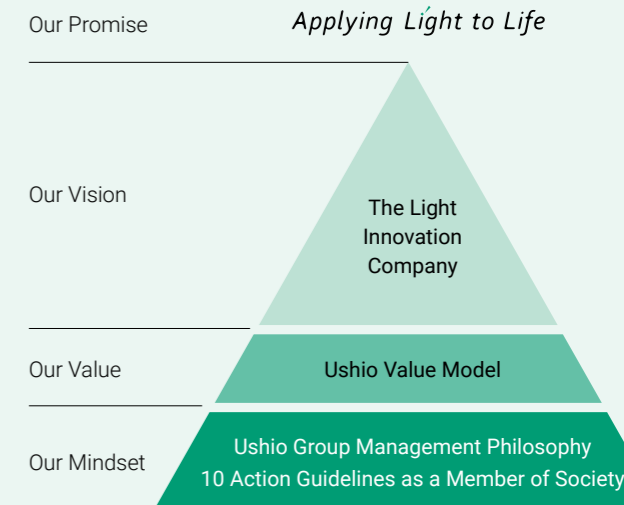 Our Promise
Applying Light to Life
Our Vision
The Light
Innovation
Company
Our Value
Ushio Value Model
Our Mindset
Ushio Group Management Philosophy
10 Action Guidelines as a Member of Society